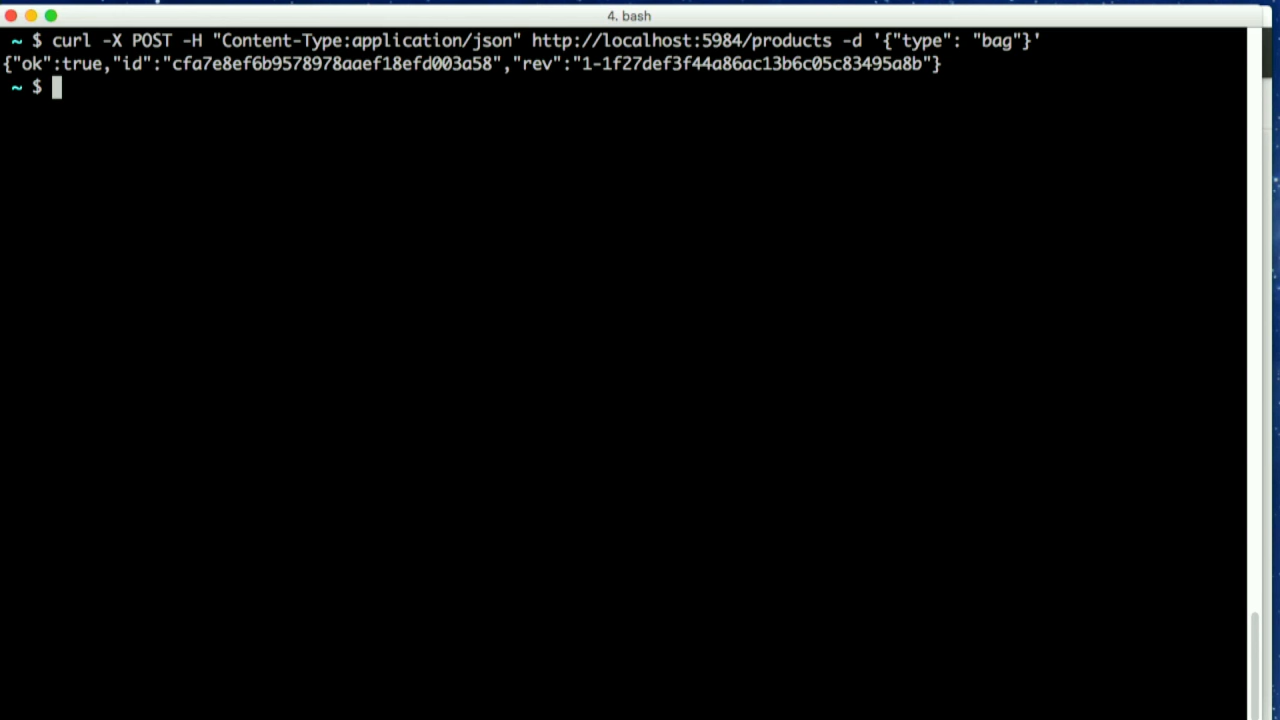 4. bash
~ $ curl -X POST -H "Content-Type:application/json" http://localhost:5984/products -d '{"type": "bag"}'
{"ok":true,"id":"cfa7e8ef6b9578978aaef18efd003a58","rev":"1-1f27def3f44a86ac13b6c05c83495a8b"}
~ $